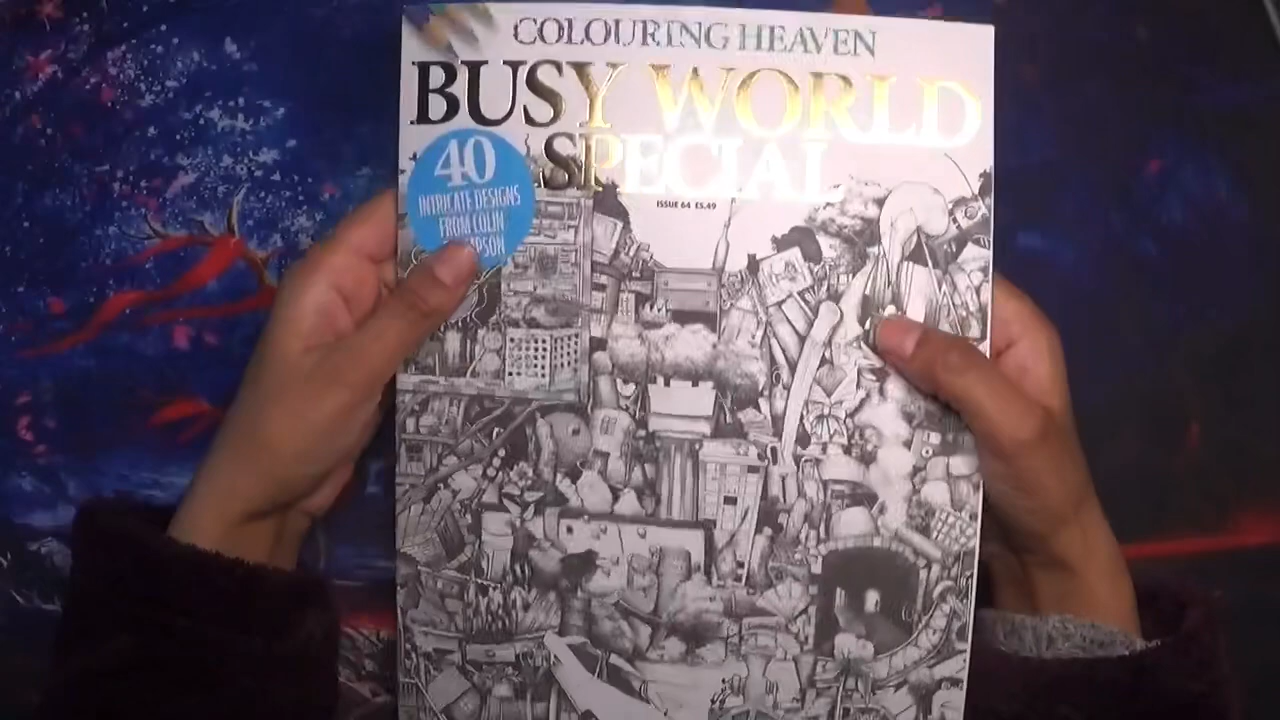 COLOURING HEAVEN
BUSY WORLD
SPECIAL
40
INTRICATE DESIGNS
FROM COLIN
ISSUE 64 £5.49